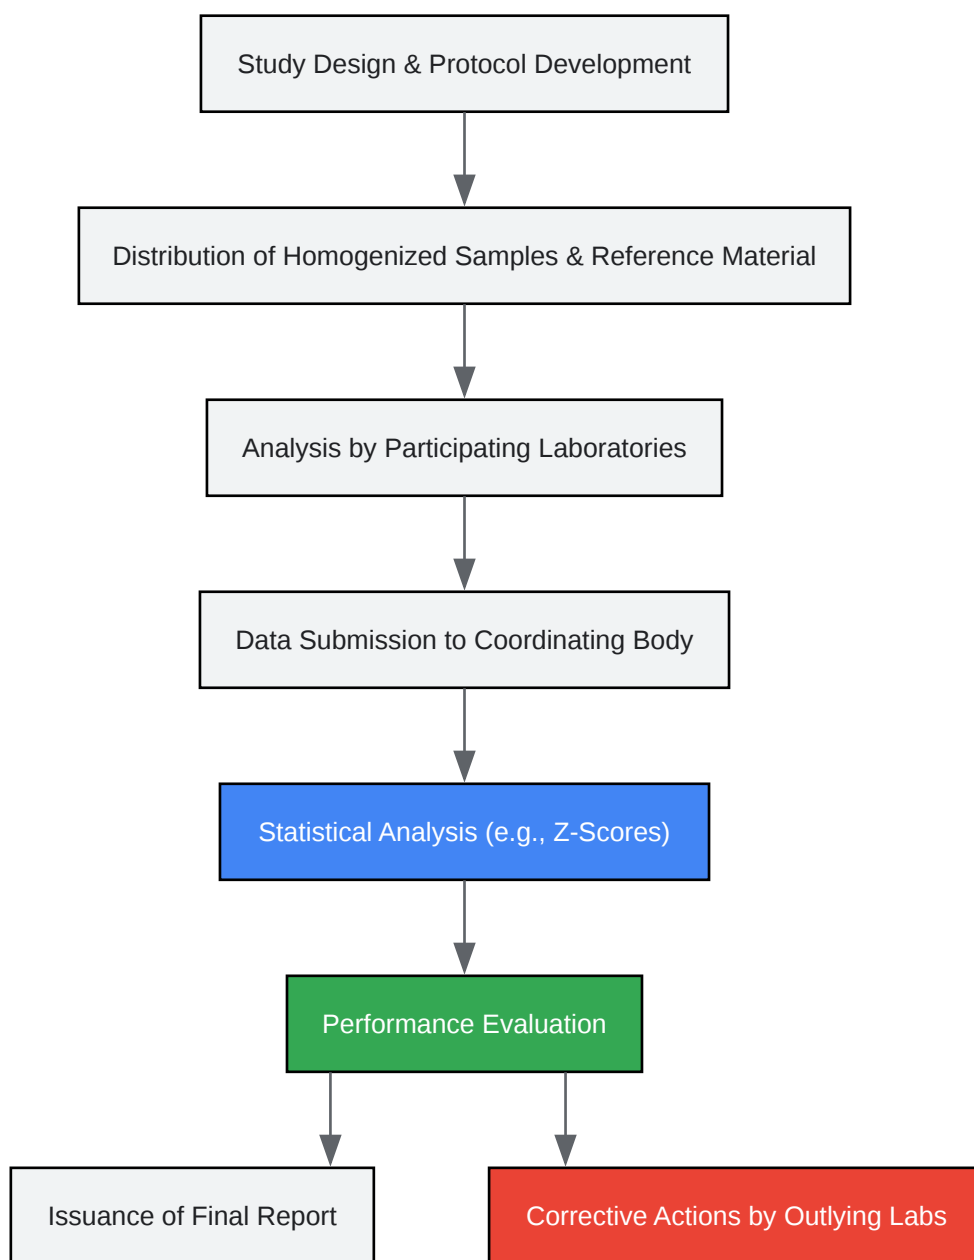 Study Design & Protocol Development
Distribution of Homogenized Samples & Reference Material
Analysis by Participating Laboratories
Data Submission to Coordinating Body
Statistical Analysis (e.g., Z-Scores)
Performance Evaluation
Issuance of Final Report
Corrective Actions by Outlying Labs